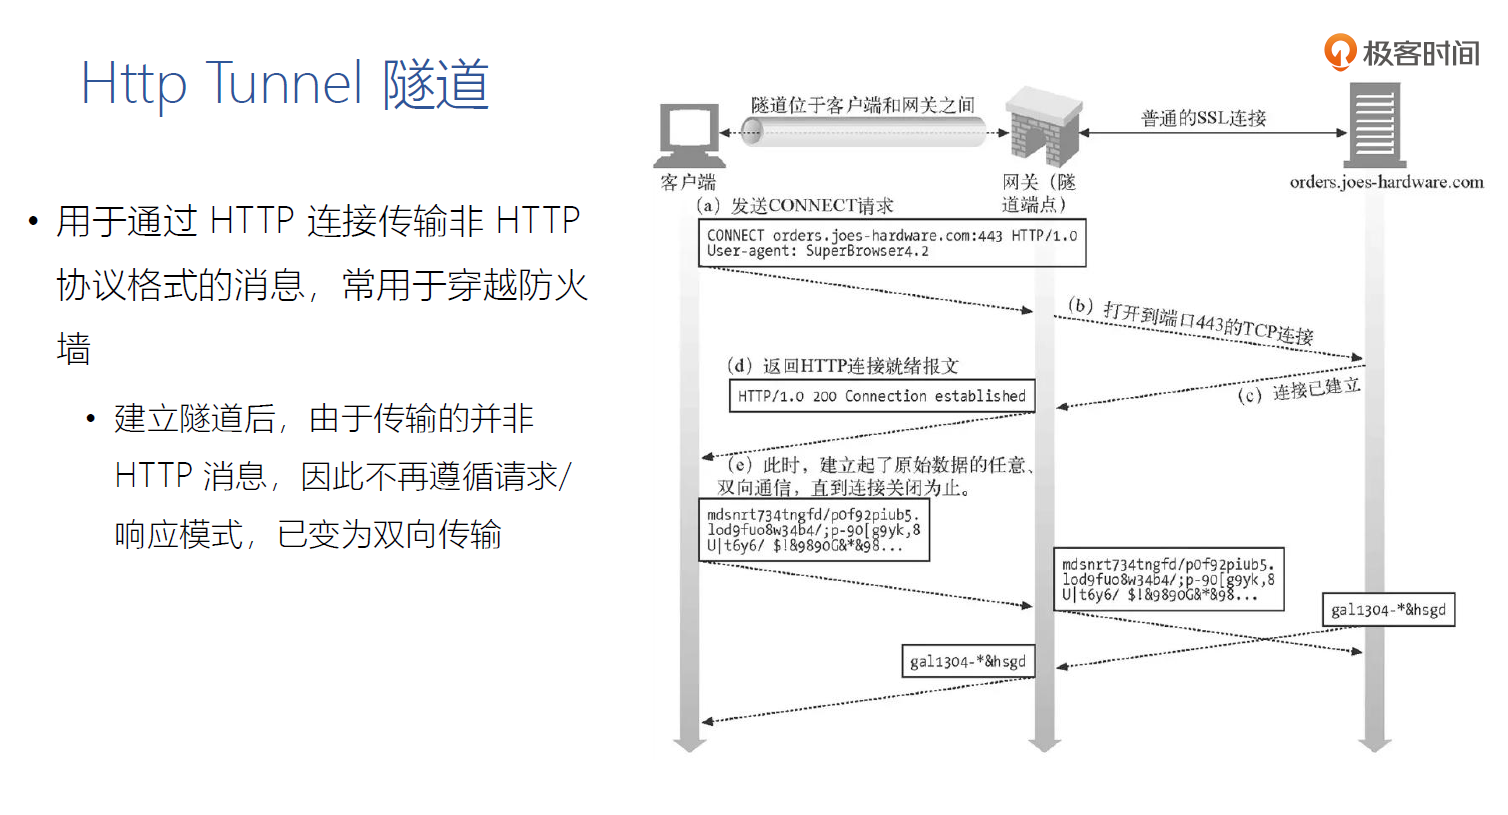 Http Tunnel 隧道
极客时间
• 用于通过 HTTP 连接传输非 HTTP
协议格式的消息，常用于穿越防火
墙
• 建立隧道后，由于传输的并非
HTTP 消息，因此不再遵循请求/
响应模式，已变为双向传输
隧道位于客户端和网关之间
普通的SSL连接
客户端
网关（隧
道端点）
orders.joes-hardware.com
（a）发送CONNECT请求
CONNECT orders.joes-hardware.com:443 HTTP/1.0
User-agent: SuperBrowser4.2
（b）打开到端口443的TCP连接
（c）连接已建立
（d）返回HTTP连接就绪报文
HTTP/1.0 200 Connection established
（e）此时，建立起了原始数据的任意、
双向通信，直到连接关闭为止。
mdsnrt734tngfd/p0f92piub5.
lod9fuo8w34b4/;p-90[g9yk,8
U|t6y6/ $!&989oG&*&98...
mdsnrt734tngfd/p0f92piub5.
lod9fuo8w34b4/;p-90[g9yk,8
U|t6y6/ $!&989oG&*&98...
gal1304-*&hsgd
gal1304-*&hsgd